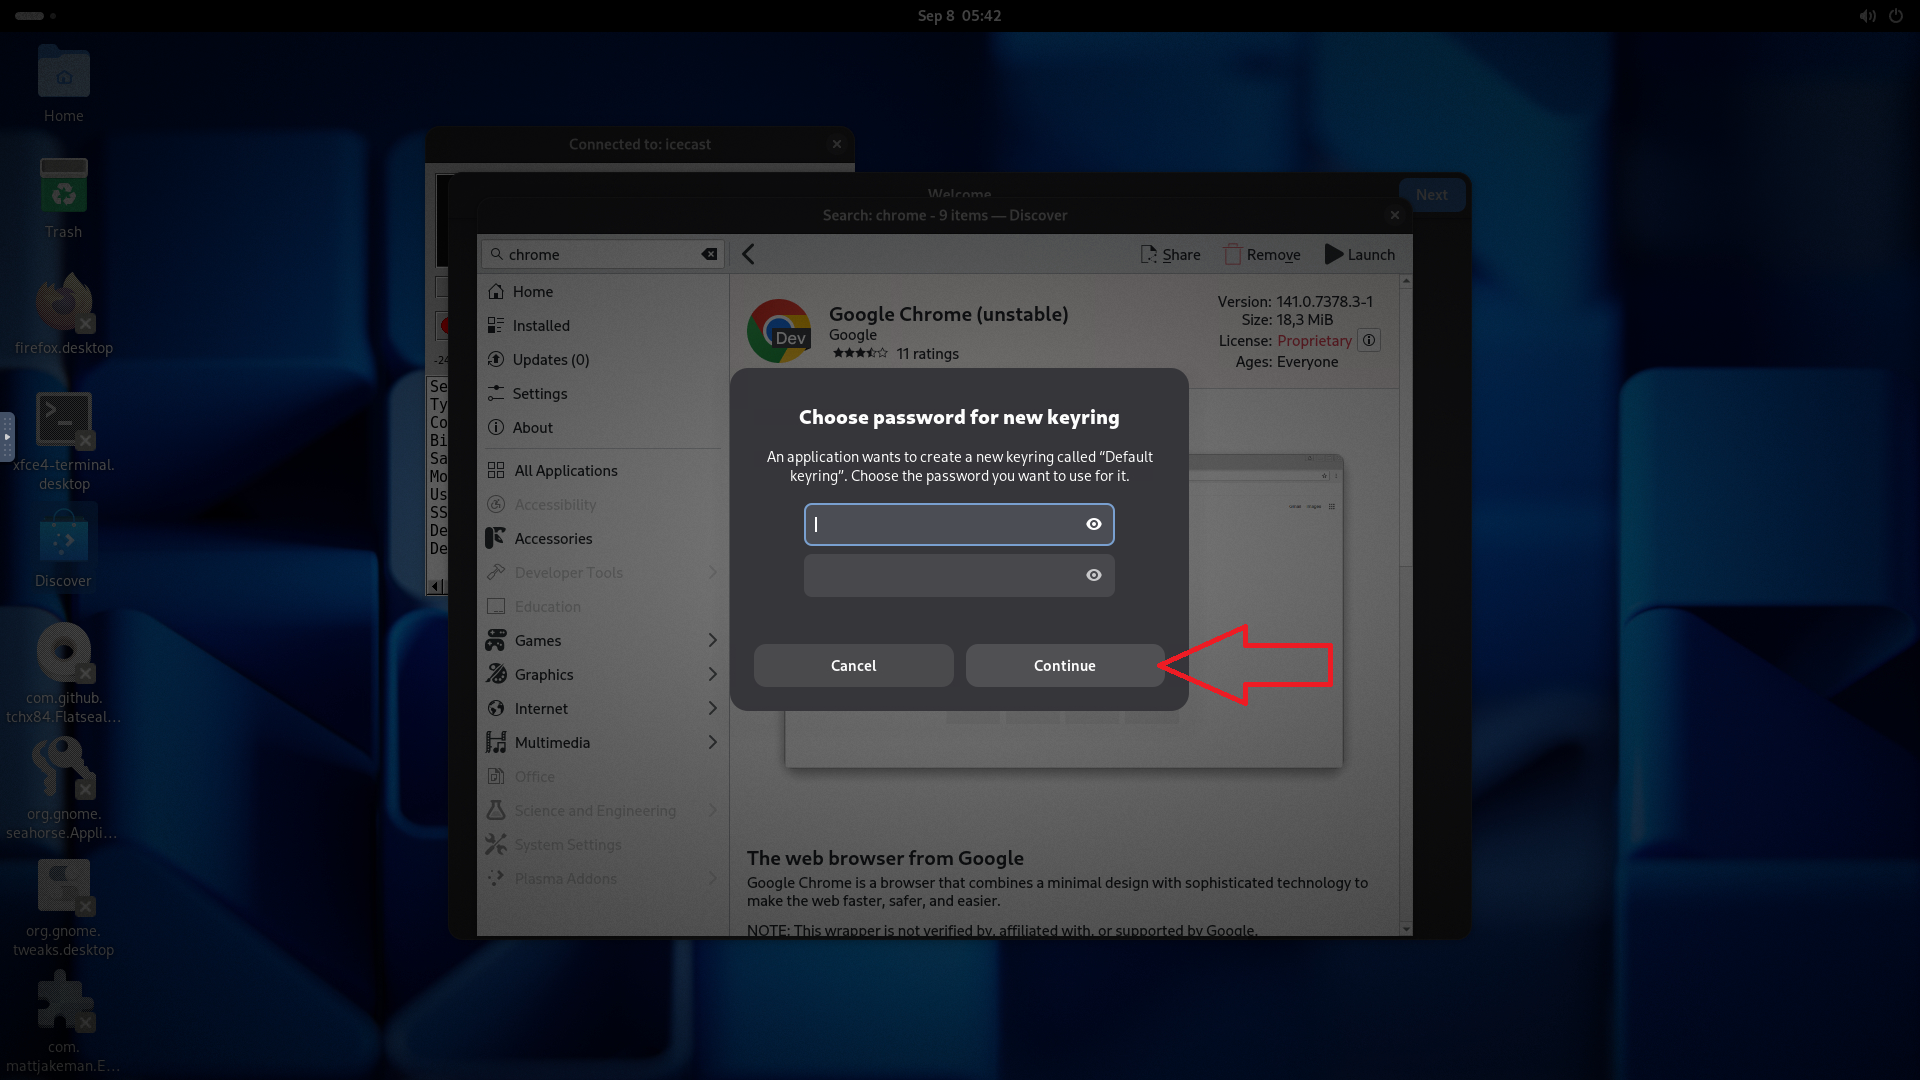 Sep 8 05:42
Home
Trash
firefox.desktop
xfce4-terminal.
desktop
Discover
com.github.
tchx84.Flatseal...
org.gnome.
seahorse.Appli...
org.gnome.
tweaks.desktop
com.
mattjakeman.E...
Connected to: icecast
-24
Se
Ty
Co
Bi
Sa
Mo
Us
SS
De
De
Welcome
Next
Search: chrome - 9 items — Discover
chrome
Share
Remove
Launch
Home
Installed
Updates (0)
Settings
About
All Applications
Accessibility
Accessories
Developer Tools
Education
Games
Graphics
Internet
Multimedia
Office
Science and Engineering
System Settings
Plasma Addons
Dev
Google Chrome (unstable)
Google
11 ratings
Version: 141.0.7378.3-1
Size: 18,3 MiB
License: Proprietary
Ages: Everyone
Choose password for new keyring
An application wants to create a new keyring called “Default
keyring”. Choose the password you want to use for it.
Cancel
Continue
The web browser from Google
Google Chrome is a browser that combines a minimal design with sophisticated technology to
make the web faster, safer, and easier.
NOTE: This wrapper is not verified by, affiliated with, or supported by Google.